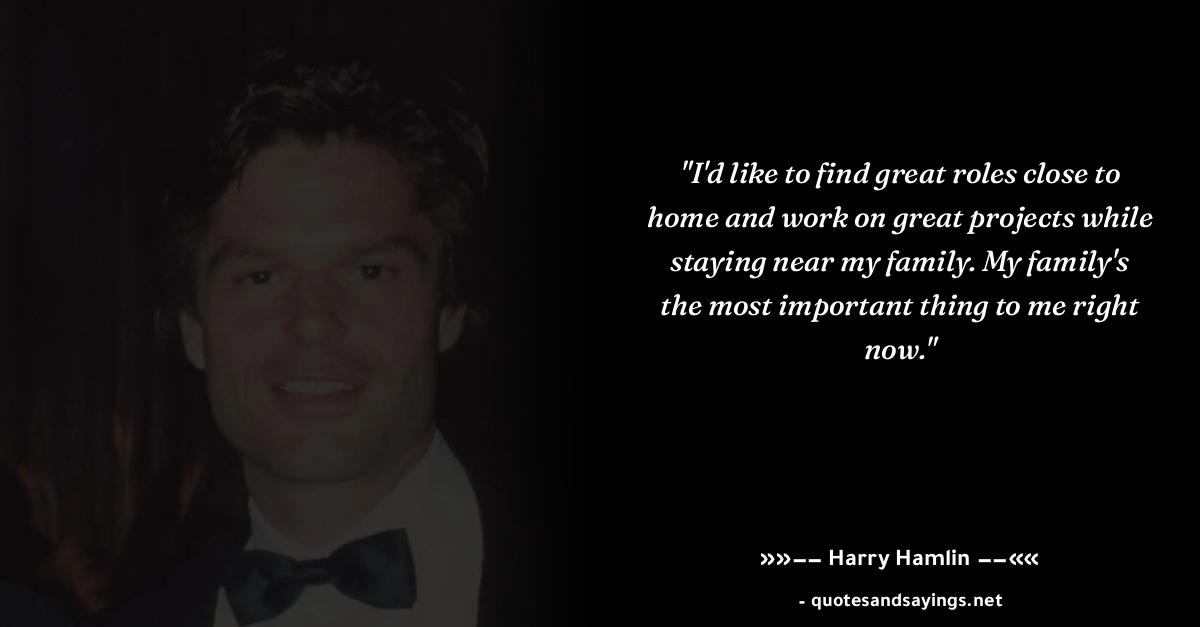 "I'd like to find great roles close to
home and work on great projects while
staying near my family. My family's
the most important thing to me right
now."
»»−− Harry Hamlin −−««
- quotesandsayings.net